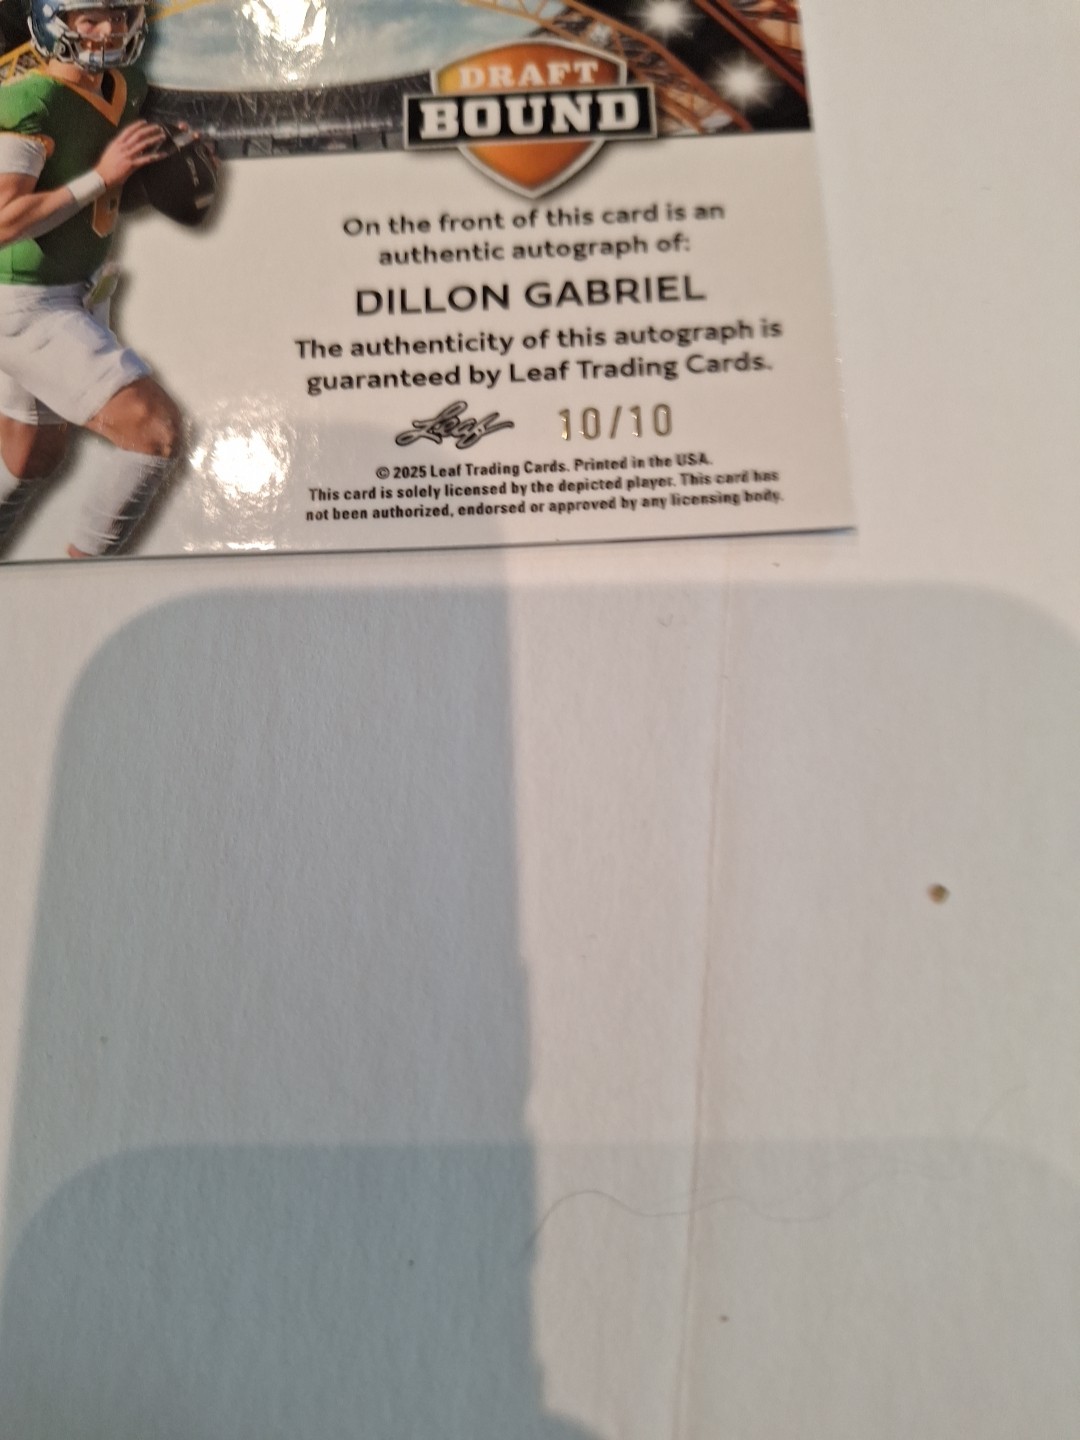 DRAFT
BOUND
On the front of this card is an
authentic autograph of:
DILLON GABRIEL
The authenticity of this autograph is
guaranteed by Leaf Trading Cards.
Leaf 10/10
© 2025 Leaf Trading Cards. Printed in the USA.
This card is solely licensed by the depicted player. This card has
not been authorized, endorsed or approved by any licensing body.